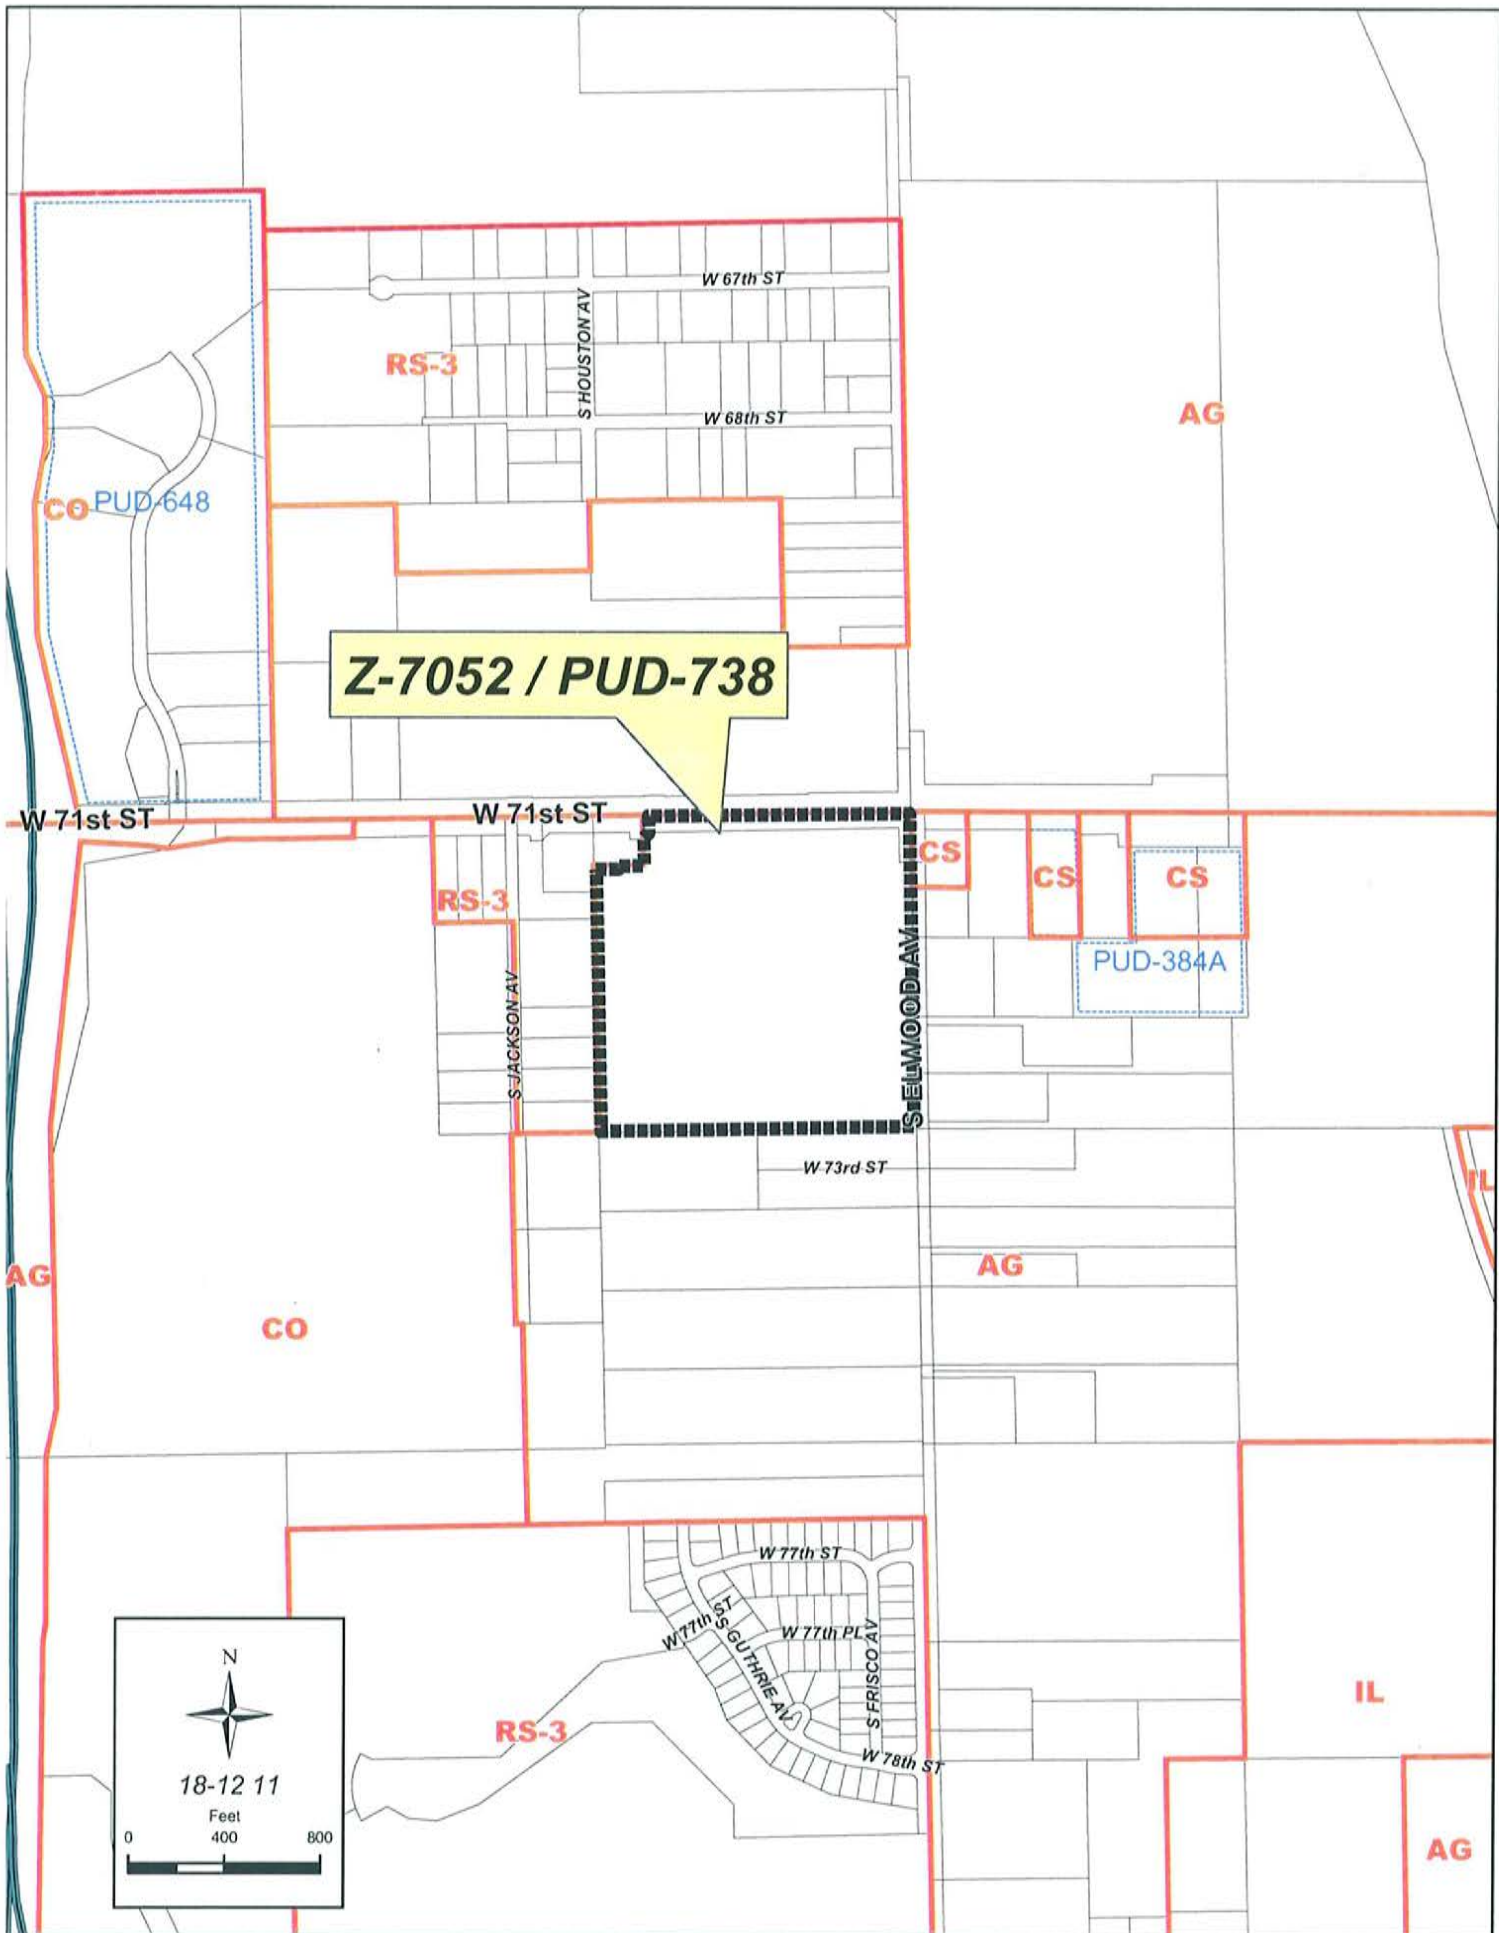 W 67th ST
S HOUSTON AV
RS-3
W 68th ST
AG
CO
PUD-648
Z-7052 / PUD-738
W 71st ST
W 71st ST
CS
CS
CS
RS-3
PUD-384A
S JACKSON AV
S ELWOOD AV
W 73rd ST
IL
AG
AG
CO
W 77th ST
W 77th ST
S GUTHRIE AV
W 77th PL
S FRISCO AV
RS-3
W 78th ST
IL
AG
N
18-12 11
Feet
0 400 800